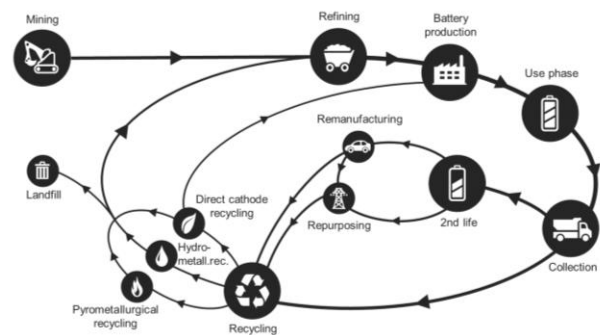 Mining
Refining
Battery
production
Use phase
Remanufacturing
Landfill
Direct cathode
recycling
Repurposing
2nd life
Hydro-
metall.rec.
Collection
Pyrometallurgical
recycling
Recycling